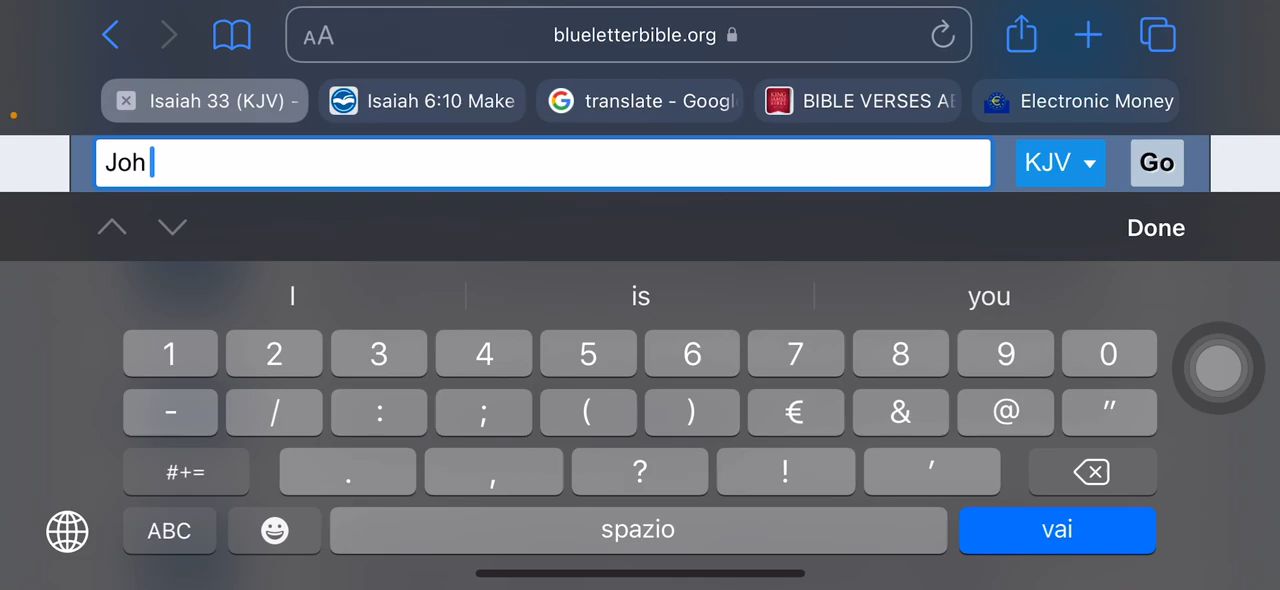 AA blueletterbible.org
Isaiah 33 (KJV) - Isaiah 6:10 Make translate - Googl BIBLE VERSES AB Electronic Money
Joh KJV Go
Done
I is you
1 2 3 4 5 6 7 8 9 0
- / : ; ( ) € & @ "
#+= . , ? ! '
ABC spazio vai